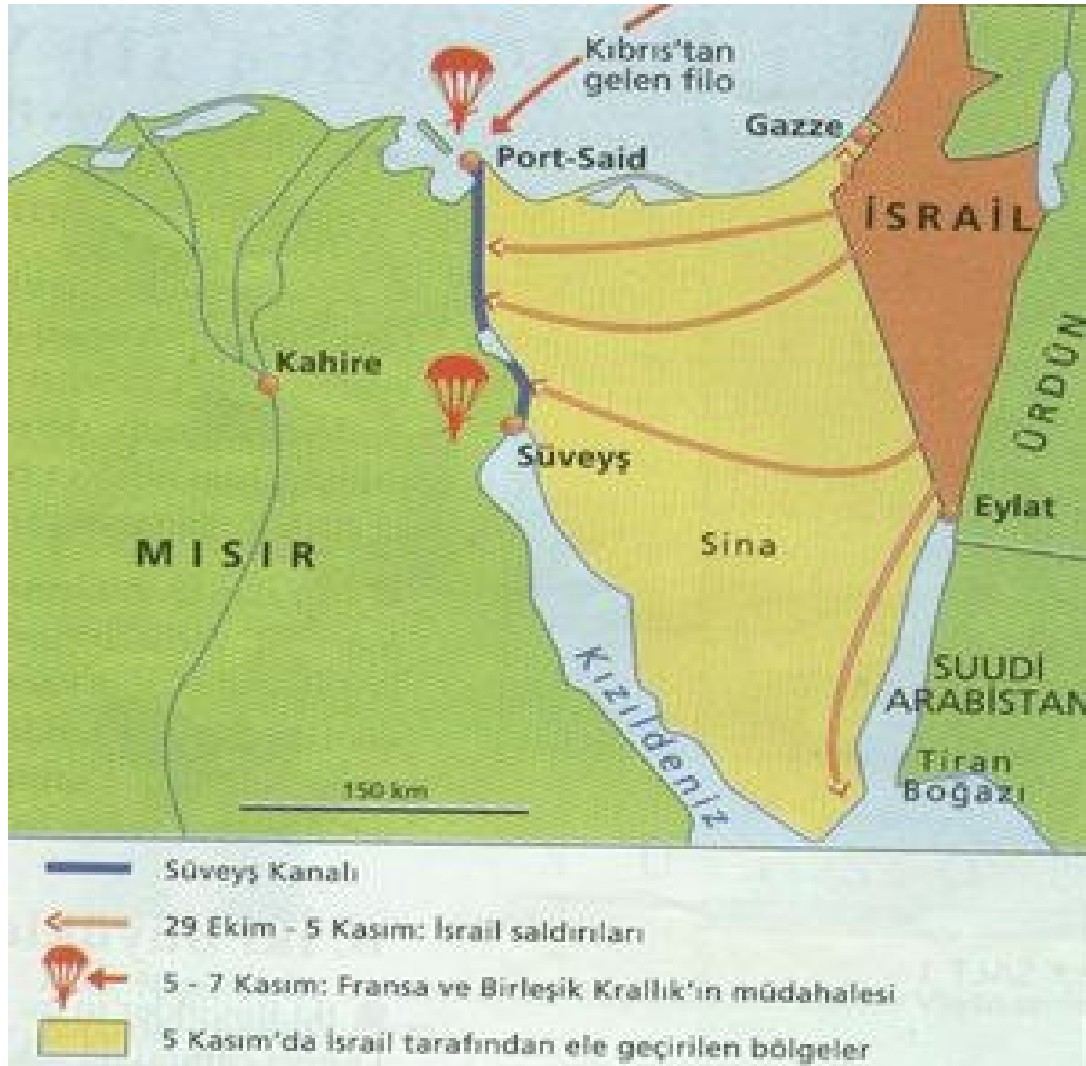 Kıbrıs'tan
gelen filo
Gazze
Port-Said
İSRAİL
Kahire
ÜRDÜN
Süveyş
Eylat
Sina
MISIR
SUUDİ
ARABİSTAN
Kızıldeniz
Tiran
Boğazı
150 km
Süveyş Kanalı
29 Ekim - 5 Kasım: İsrail saldırıları
5 - 7 Kasım: Fransa ve Birleşik Krallık'ın müdahalesi
5 Kasım'da İsrail tarafından ele geçirilen bölgeler